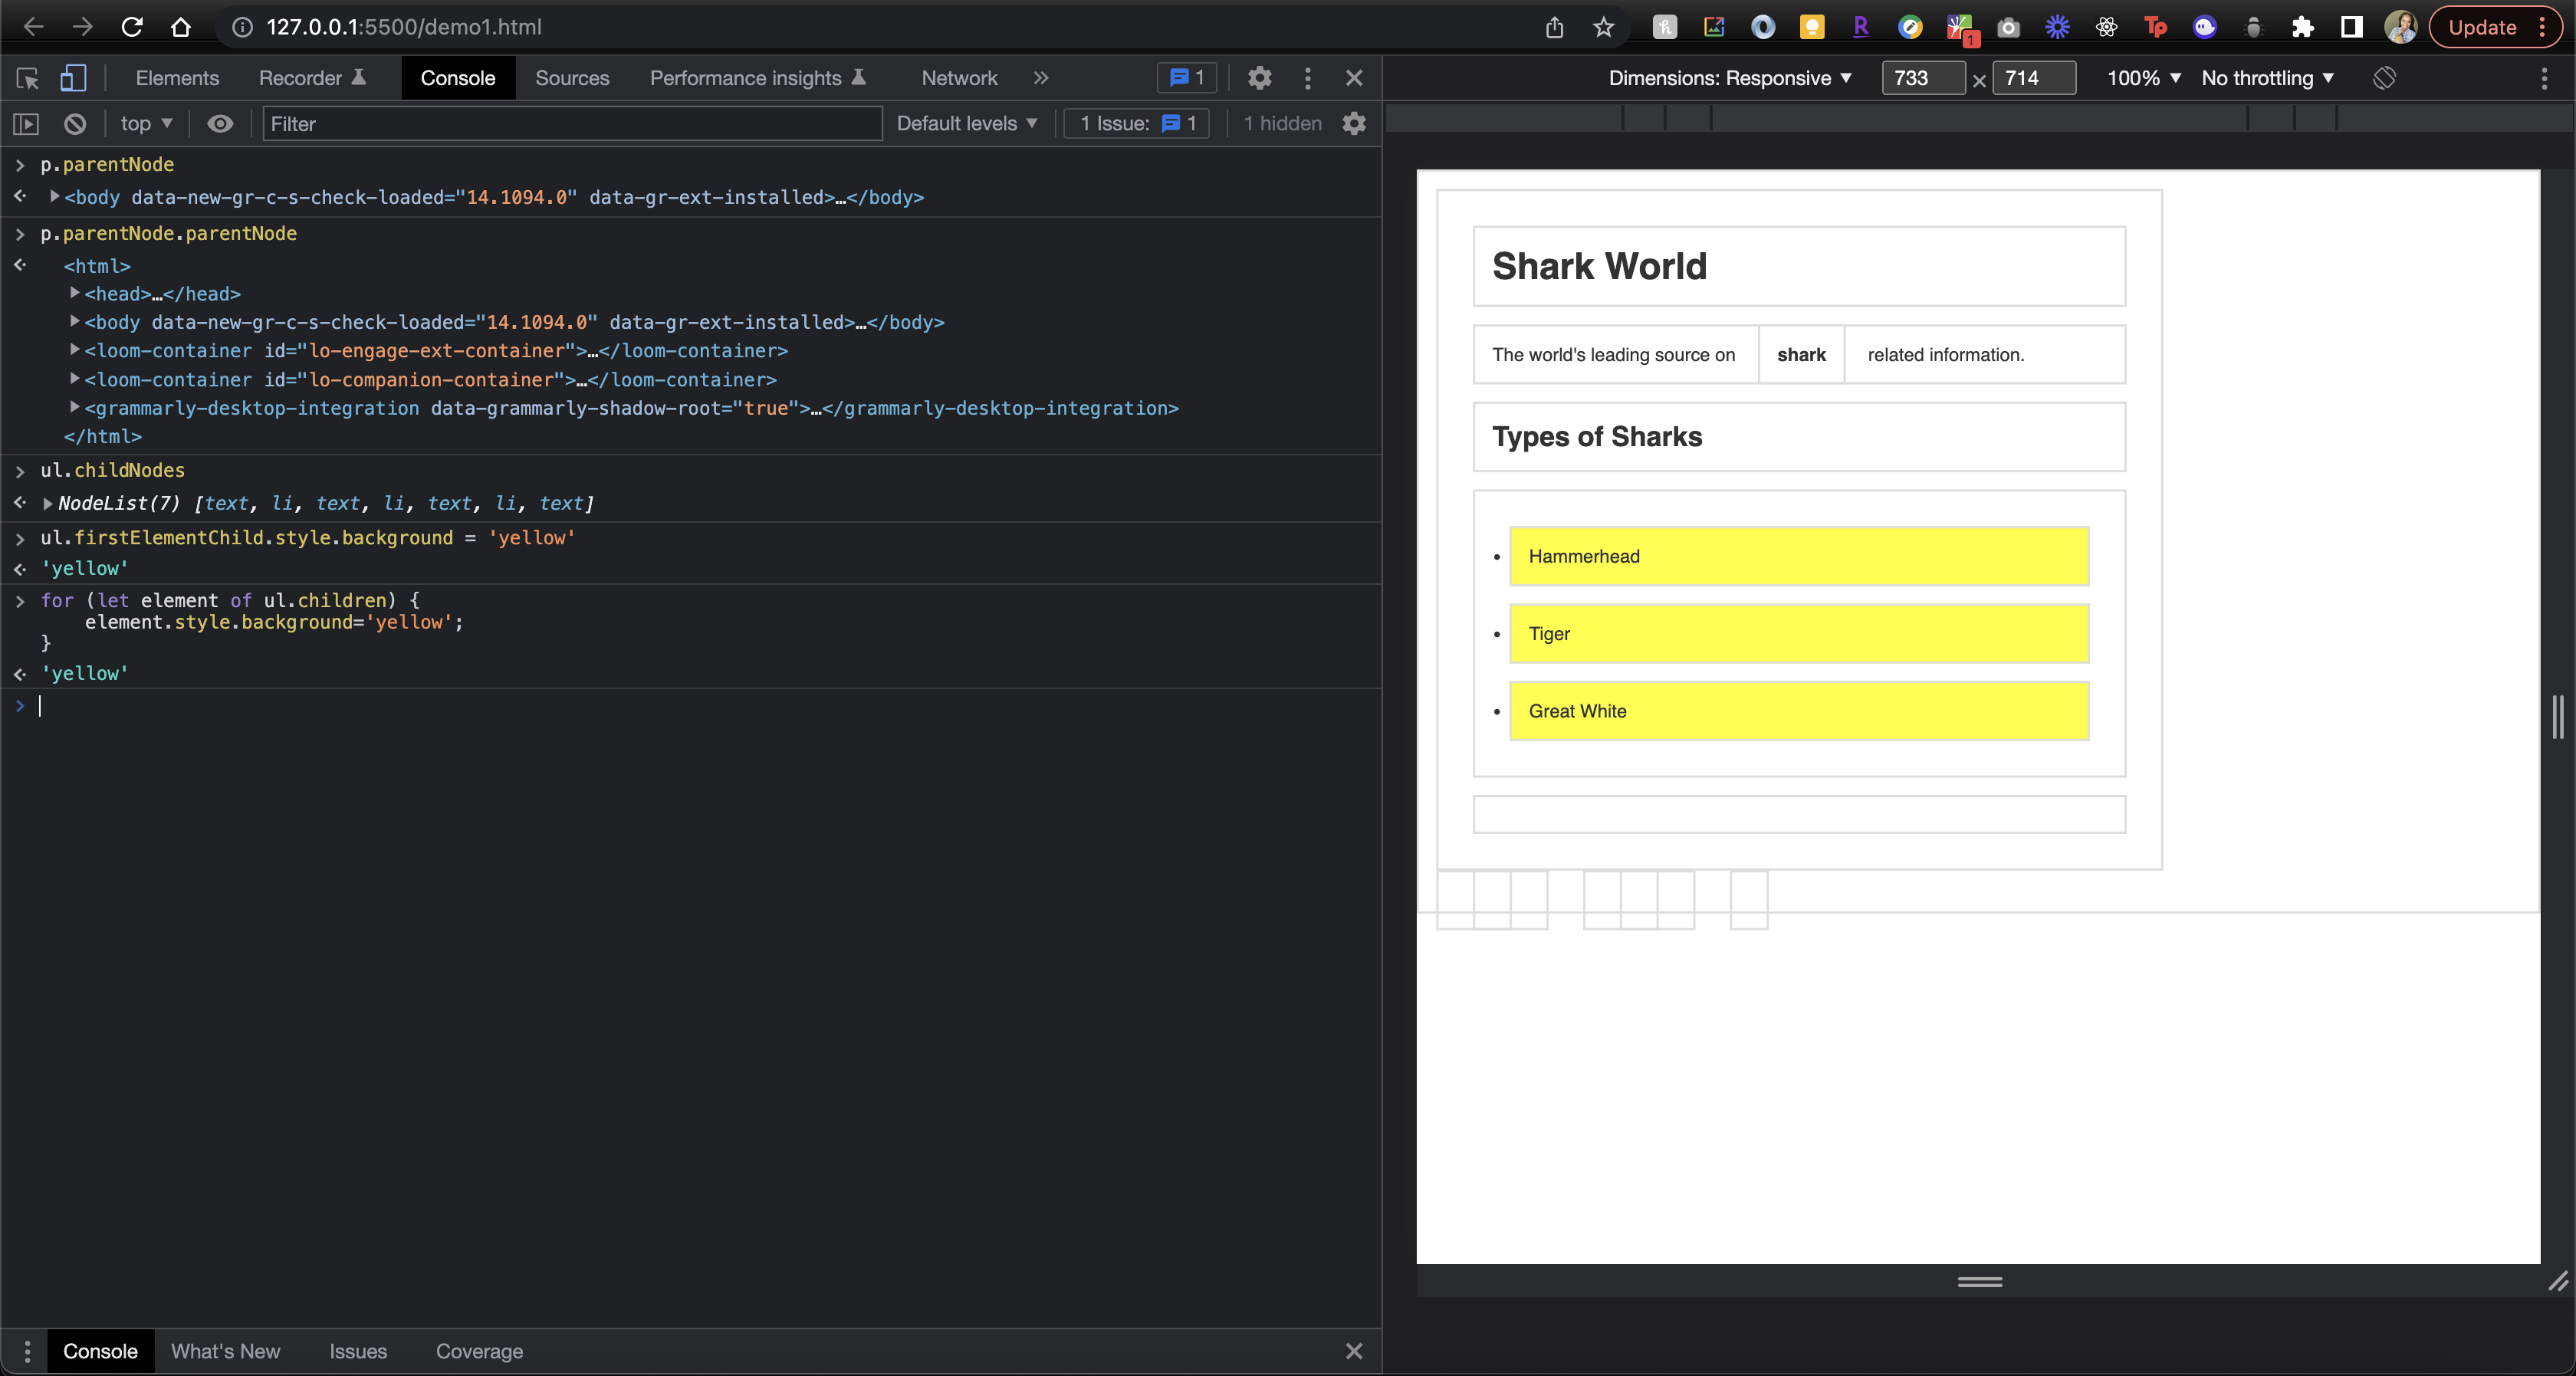 127.0.0.1:5500/demo1.html
1
Update
Elements Recorder Console Sources Performance insights Network 1
Dimensions: Responsive 733 × 714 100% No throttling
top Filter Default levels 1 Issue: 1 1 hidden
p.parentNode
<body data-new-gr-c-s-check-loaded="14.1094.0" data-gr-ext-installed>…</body>
p.parentNode.parentNode
<html>
<head>…</head>
<body data-new-gr-c-s-check-loaded="14.1094.0" data-gr-ext-installed>…</body>
<loom-container id="lo-engage-ext-container">…</loom-container>
<loom-container id="lo-companion-container">…</loom-container>
<grammarly-desktop-integration data-grammarly-shadow-root="true">…</grammarly-desktop-integration>
</html>
ul.childNodes
NodeList(7) [text, li, text, li, text, li, text]
ul.firstElementChild.style.background = 'yellow'
'yellow'
for (let element of ul.children) {
element.style.background='yellow';
}
'yellow'
Shark World
The world's leading source on shark related information.
Types of Sharks
• Hammerhead
• Tiger
• Great White
Console What's New Issues Coverage